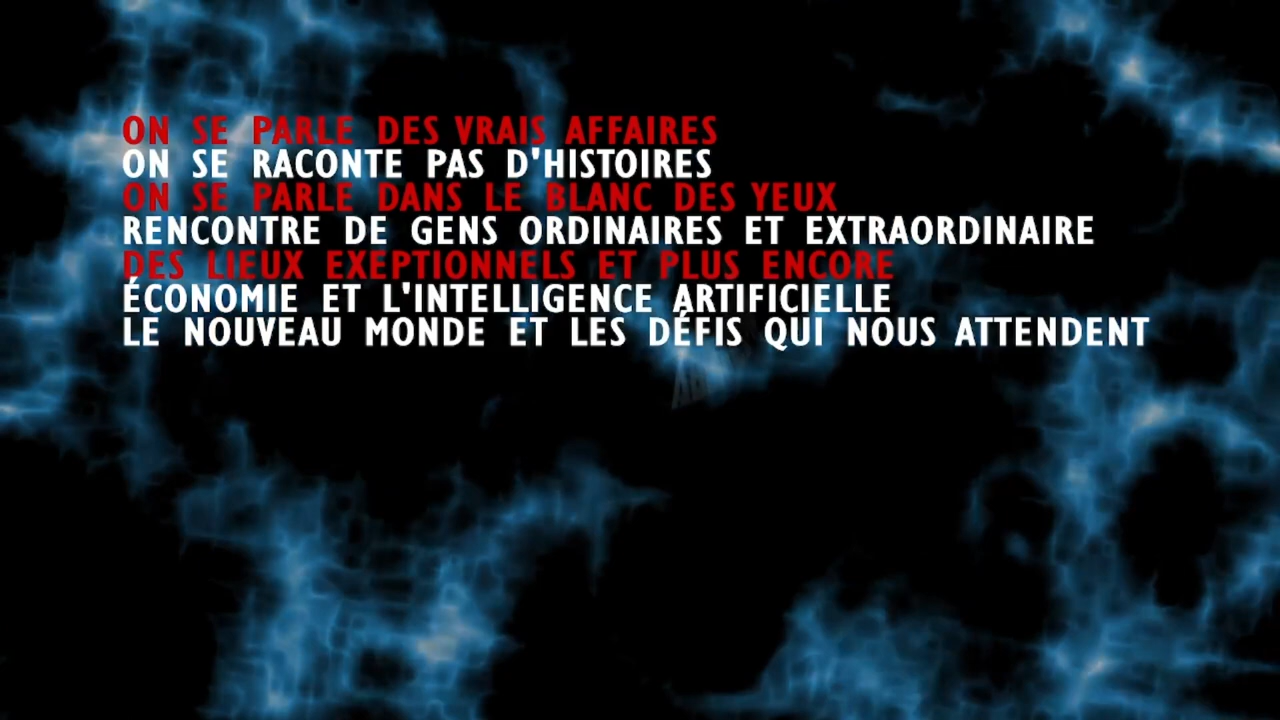 ON SE PARLE DES VRAIS AFFAIRES
ON SE RACONTE PAS D'HISTOIRES
ON SE PARLE DANS LE BLANC DES YEUX
RENCONTRE DE GENS ORDINAIRES ET EXTRAORDINAIRE
DES LIEUX EXEPTIONNELS ET PLUS ENCORE
ÉCONOMIE ET L'INTELLIGENCE ARTIFICIELLE
LE NOUVEAU MONDE ET LES DÉFIS QUI NOUS ATTENDENT